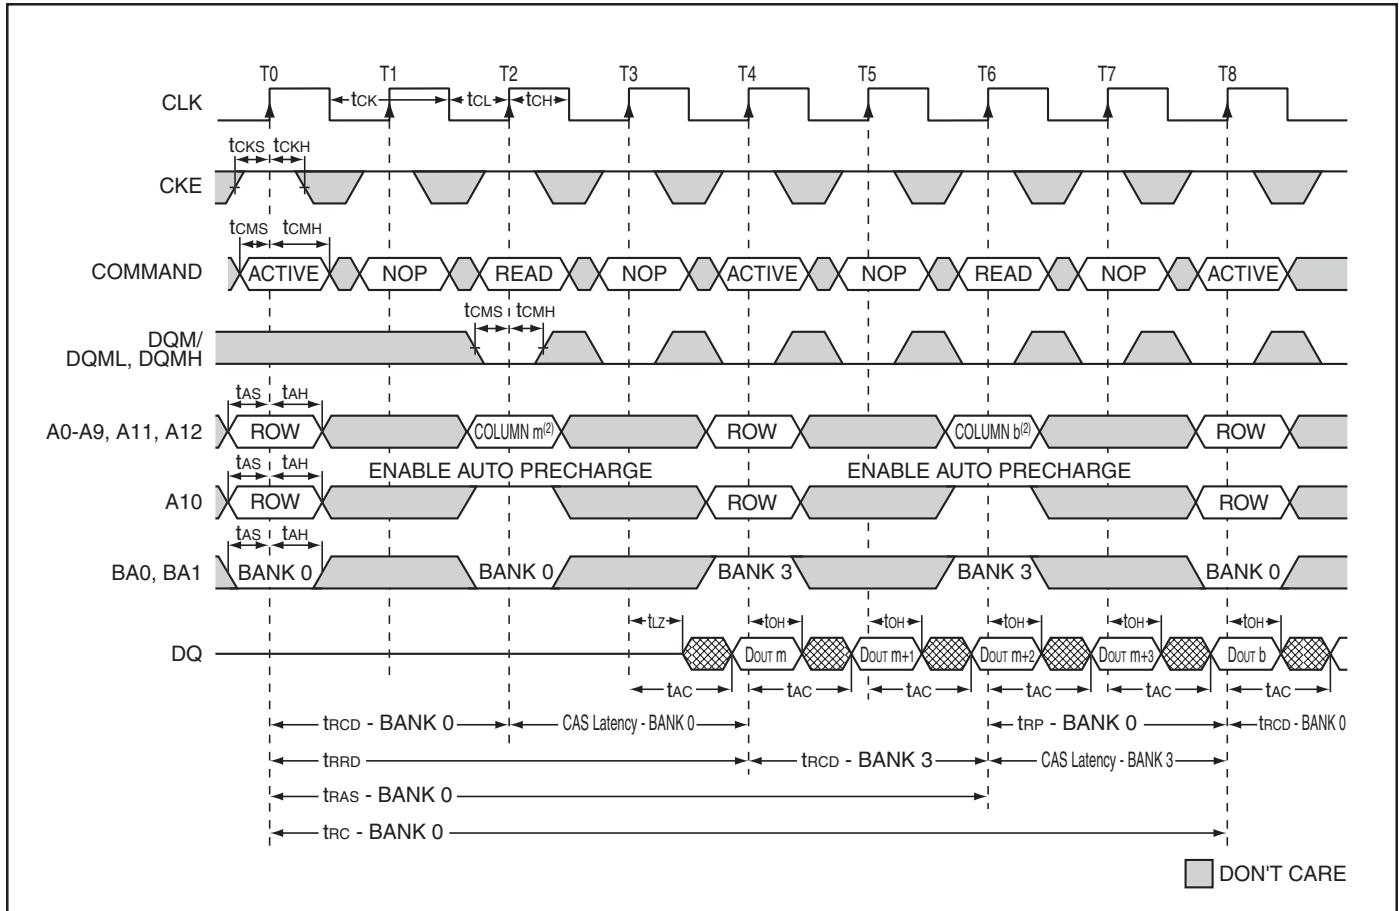 T0 T1 T2 T3 T4 T5 T6 T7 T8
CLK tCK tCL tCH
tCKS tCKH
CKE
tCMS tCMH
COMMAND ACTIVE NOP READ NOP ACTIVE NOP READ NOP ACTIVE
tCMS tCMH
DQM/
DQML, DQMH
tAS tAH
A0-A9, A11, A12 ROW COLUMN m(2) ROW COLUMN b(2) ROW
tAS tAH ENABLE AUTO PRECHARGE ENABLE AUTO PRECHARGE
A10 ROW ROW ROW
tAS tAH
BA0, BA1 BANK 0 BANK 0 BANK 3 BANK 3 BANK 0
tLZ tOH tOH tOH tOH tOH
DQ DOUT m DOUT m+1 DOUT m+2 DOUT m+3 DOUT b
tAC tAC tAC tAC tAC tAC
tRCD - BANK 0 CAS Latency - BANK 0 tRP - BANK 0 tRCD - BANK 0
tRRD tRCD - BANK 3 CAS Latency - BANK 3
tRAS - BANK 0
tRC - BANK 0
DON'T CARE